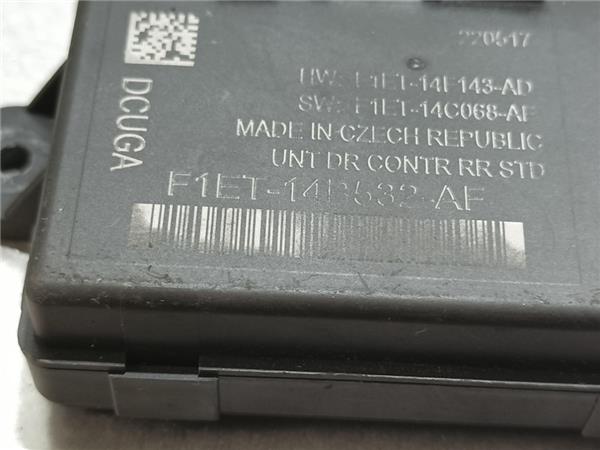 220517
HW: F1ET-14F143-AD
SW: F1ET-14C068-AF
MADE IN CZECH REPUBLIC
UNT DR CONTR RR STD
F1ET-14B532-AF
DCUGA